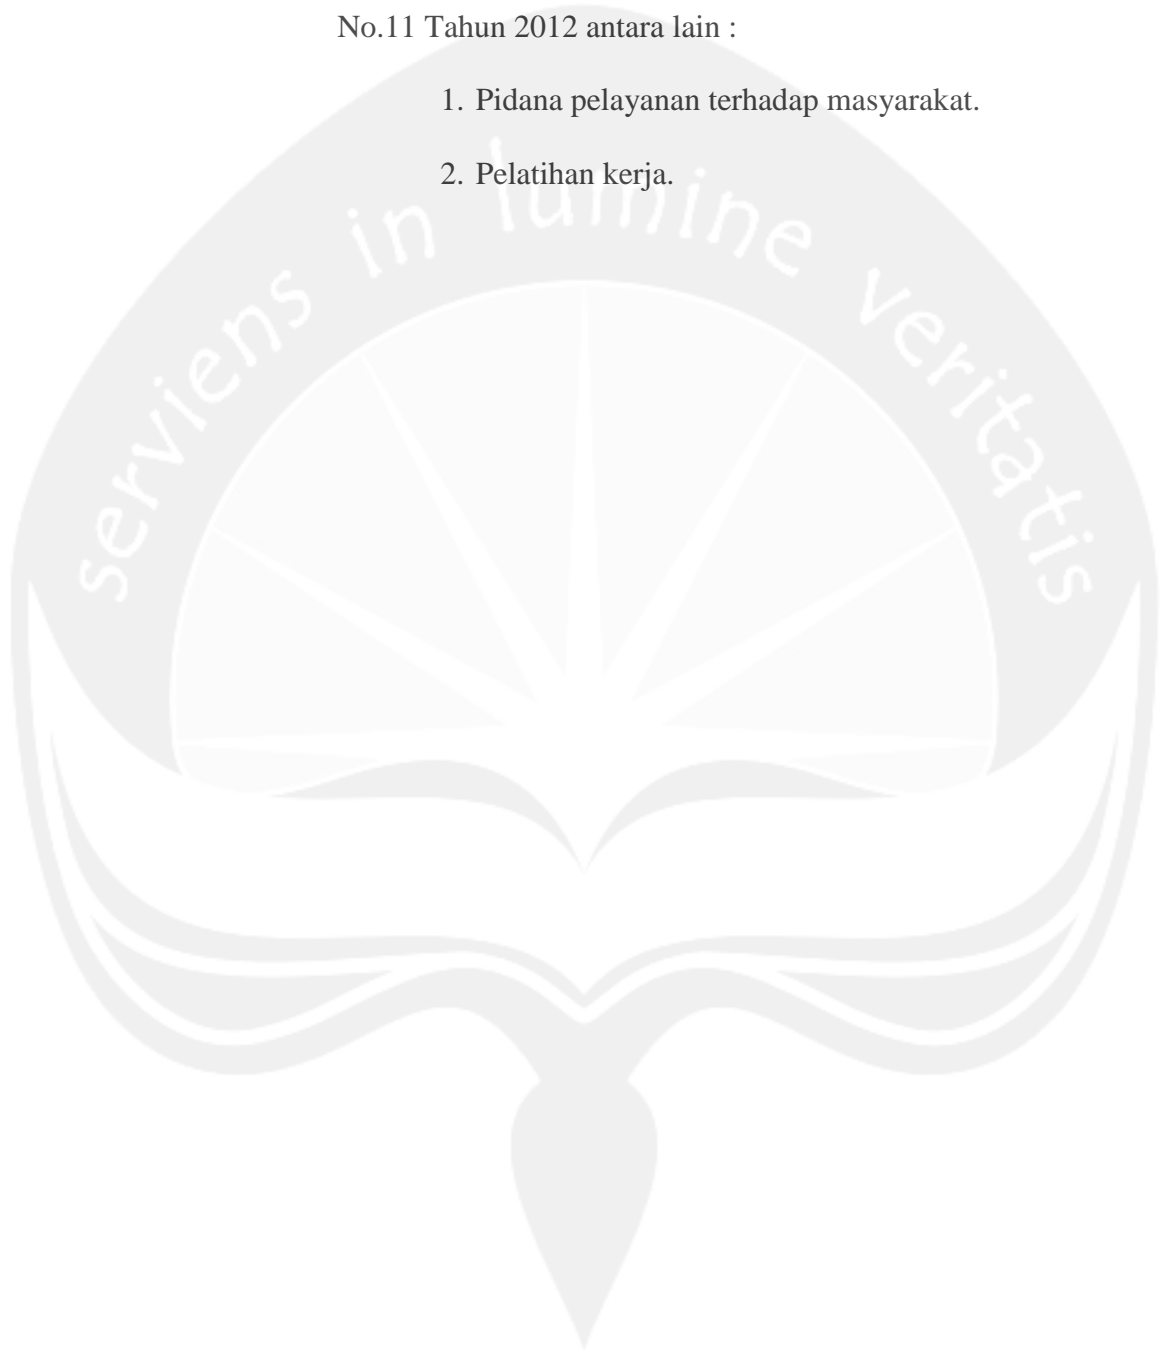 No.11 Tahun 2012 antara lain :
1. Pidana pelayanan terhadap masyarakat.
2. Pelatihan kerja.
serviens in lumine veritatis